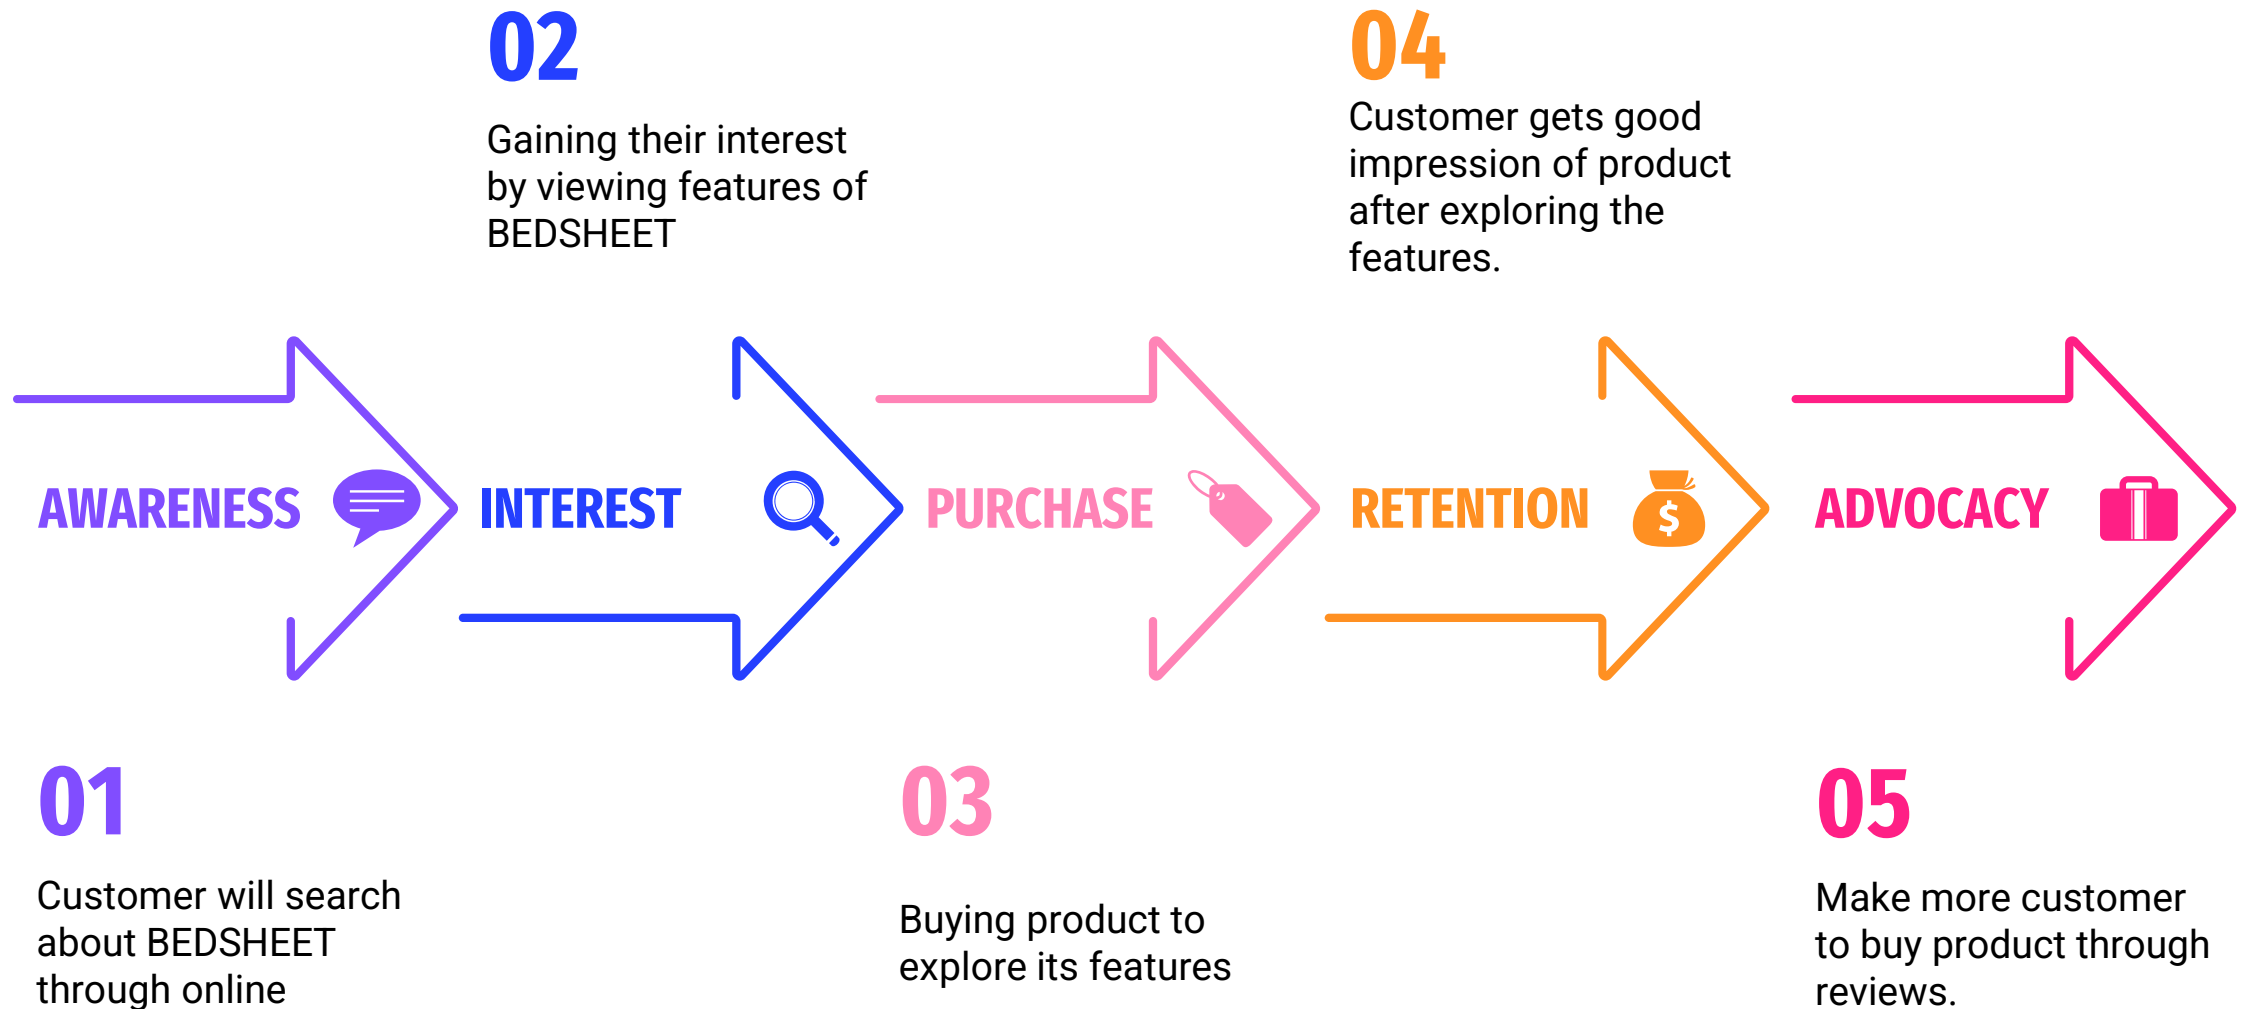 02
Gaining their interest
by viewing features of
BEDSHEET
04
Customer gets good
impression of product
after exploring the
features.
AWARENESS
INTEREST
PURCHASE
RETENTION
$
ADVOCACY
01
Customer will search
about BEDSHEET
through online
03
Buying product to
explore its features
05
Make more customer
to buy product through
reviews.